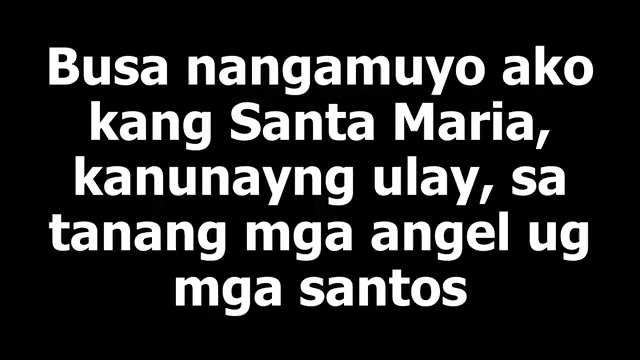 Busa nangamuyo ako
kang Santa Maria,
kanunayng ulay, sa
tanang mga angel ug
mga santos